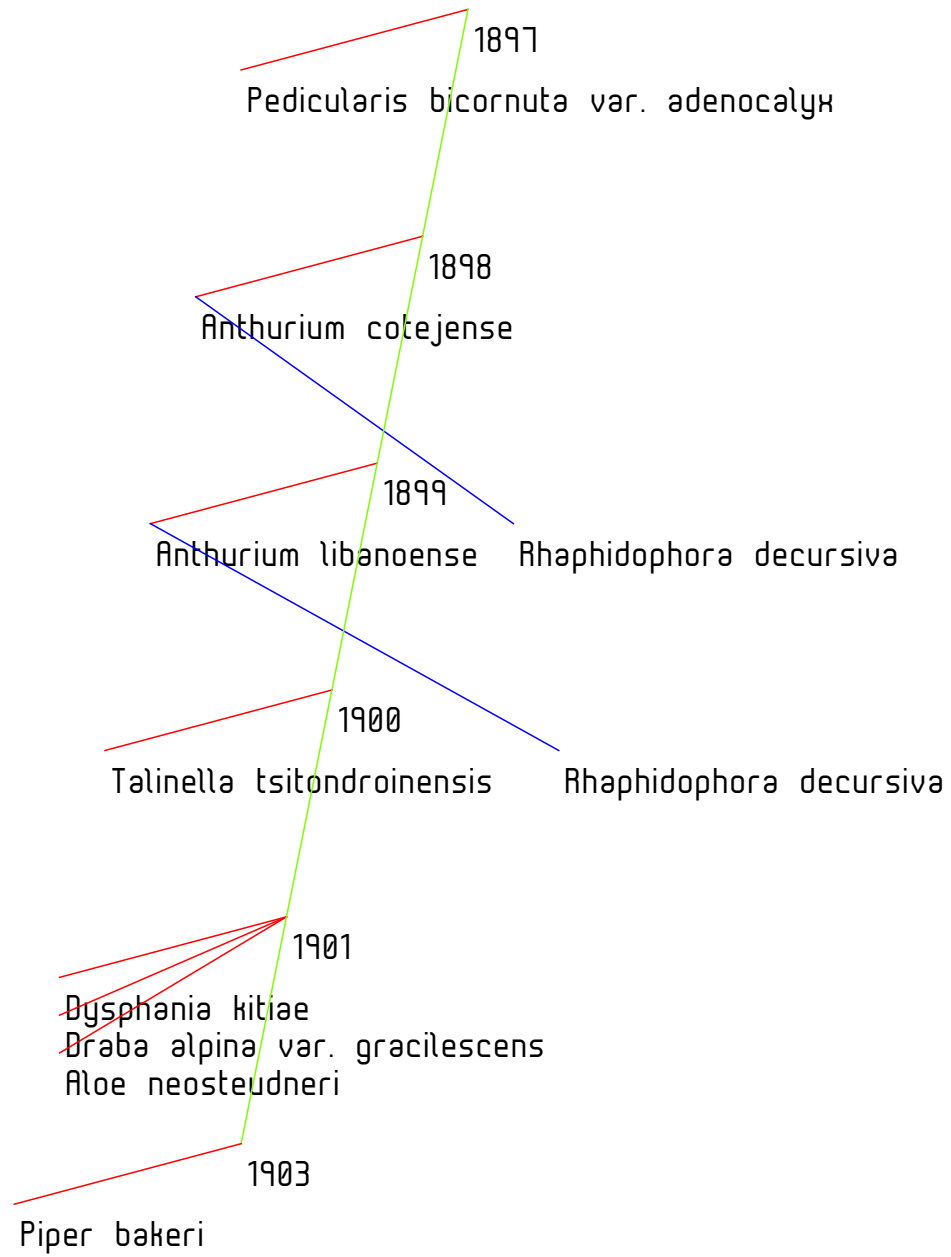 1897
Pedicularis bicornuta var. adenocalyx
1898
Anthurium cotejense
1899
Anthurium libanoense
Rhaphidophora decursiva
1900
Talinella tsitondroinensis
Rhaphidophora decursiva
1901
Dysphania kitiae
Draba alpina var. gracilescens
Aloe neosteudneri
1903
Piper bakeri